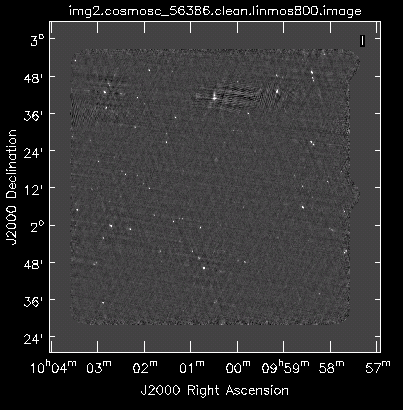 img2.cosmosc_56386.clean.linmos800.image
I
3°
48'
36'
24'
12'
2°
48'
36'
24'
J2000 Declination
10ʰ04ᵐ 03ᵐ 02ᵐ 01ᵐ 00ᵐ 09ʰ59ᵐ 58ᵐ 57ᵐ
J2000 Right Ascension